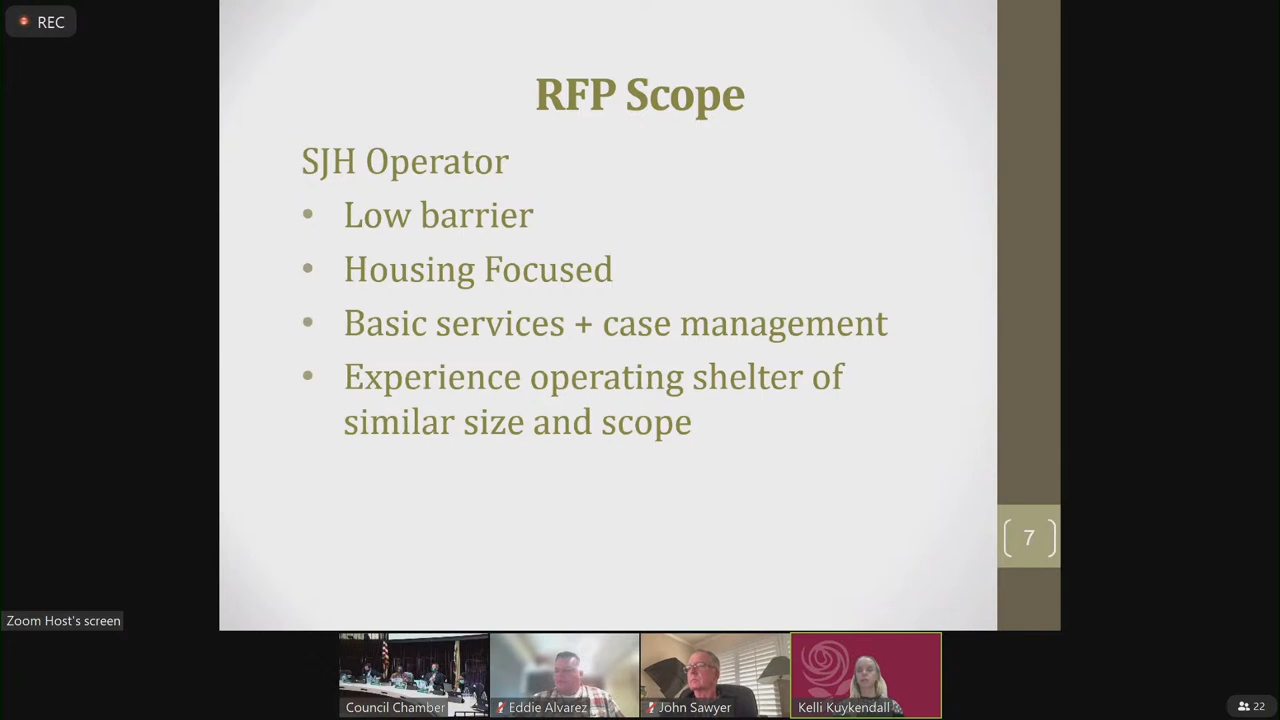 REC
RFP Scope
SJH Operator
• Low barrier
• Housing Focused
• Basic services + case management
• Experience operating shelter of
similar size and scope
7
Zoom Host's screen
Council Chamber
Eddie Alvarez
John Sawyer
Kelli Kuykendall
22